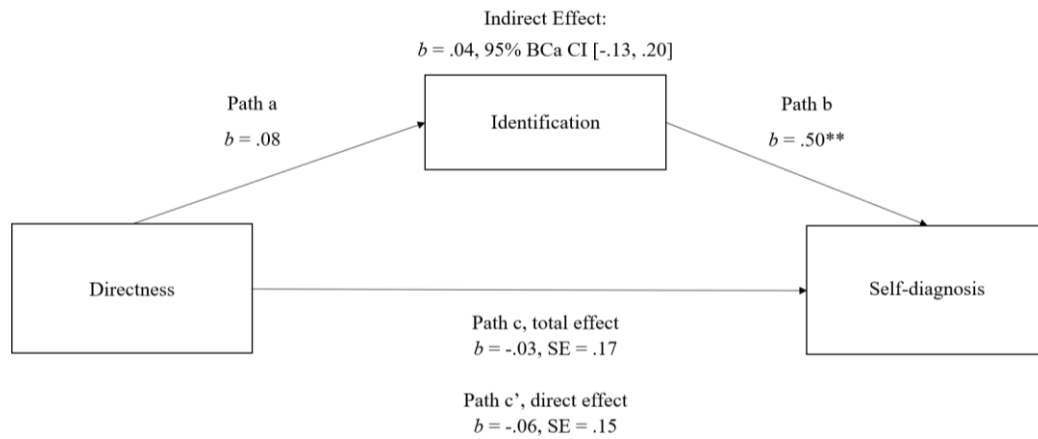 Indirect Effect:
b = .04, 95% BCa CI [-.13, .20]
Path a
b = .08
Identification
Path b
b = .50**
Directness
Self-diagnosis
Path c, total effect
b = -.03, SE = .17
Path c’, direct effect
b = -.06, SE = .15